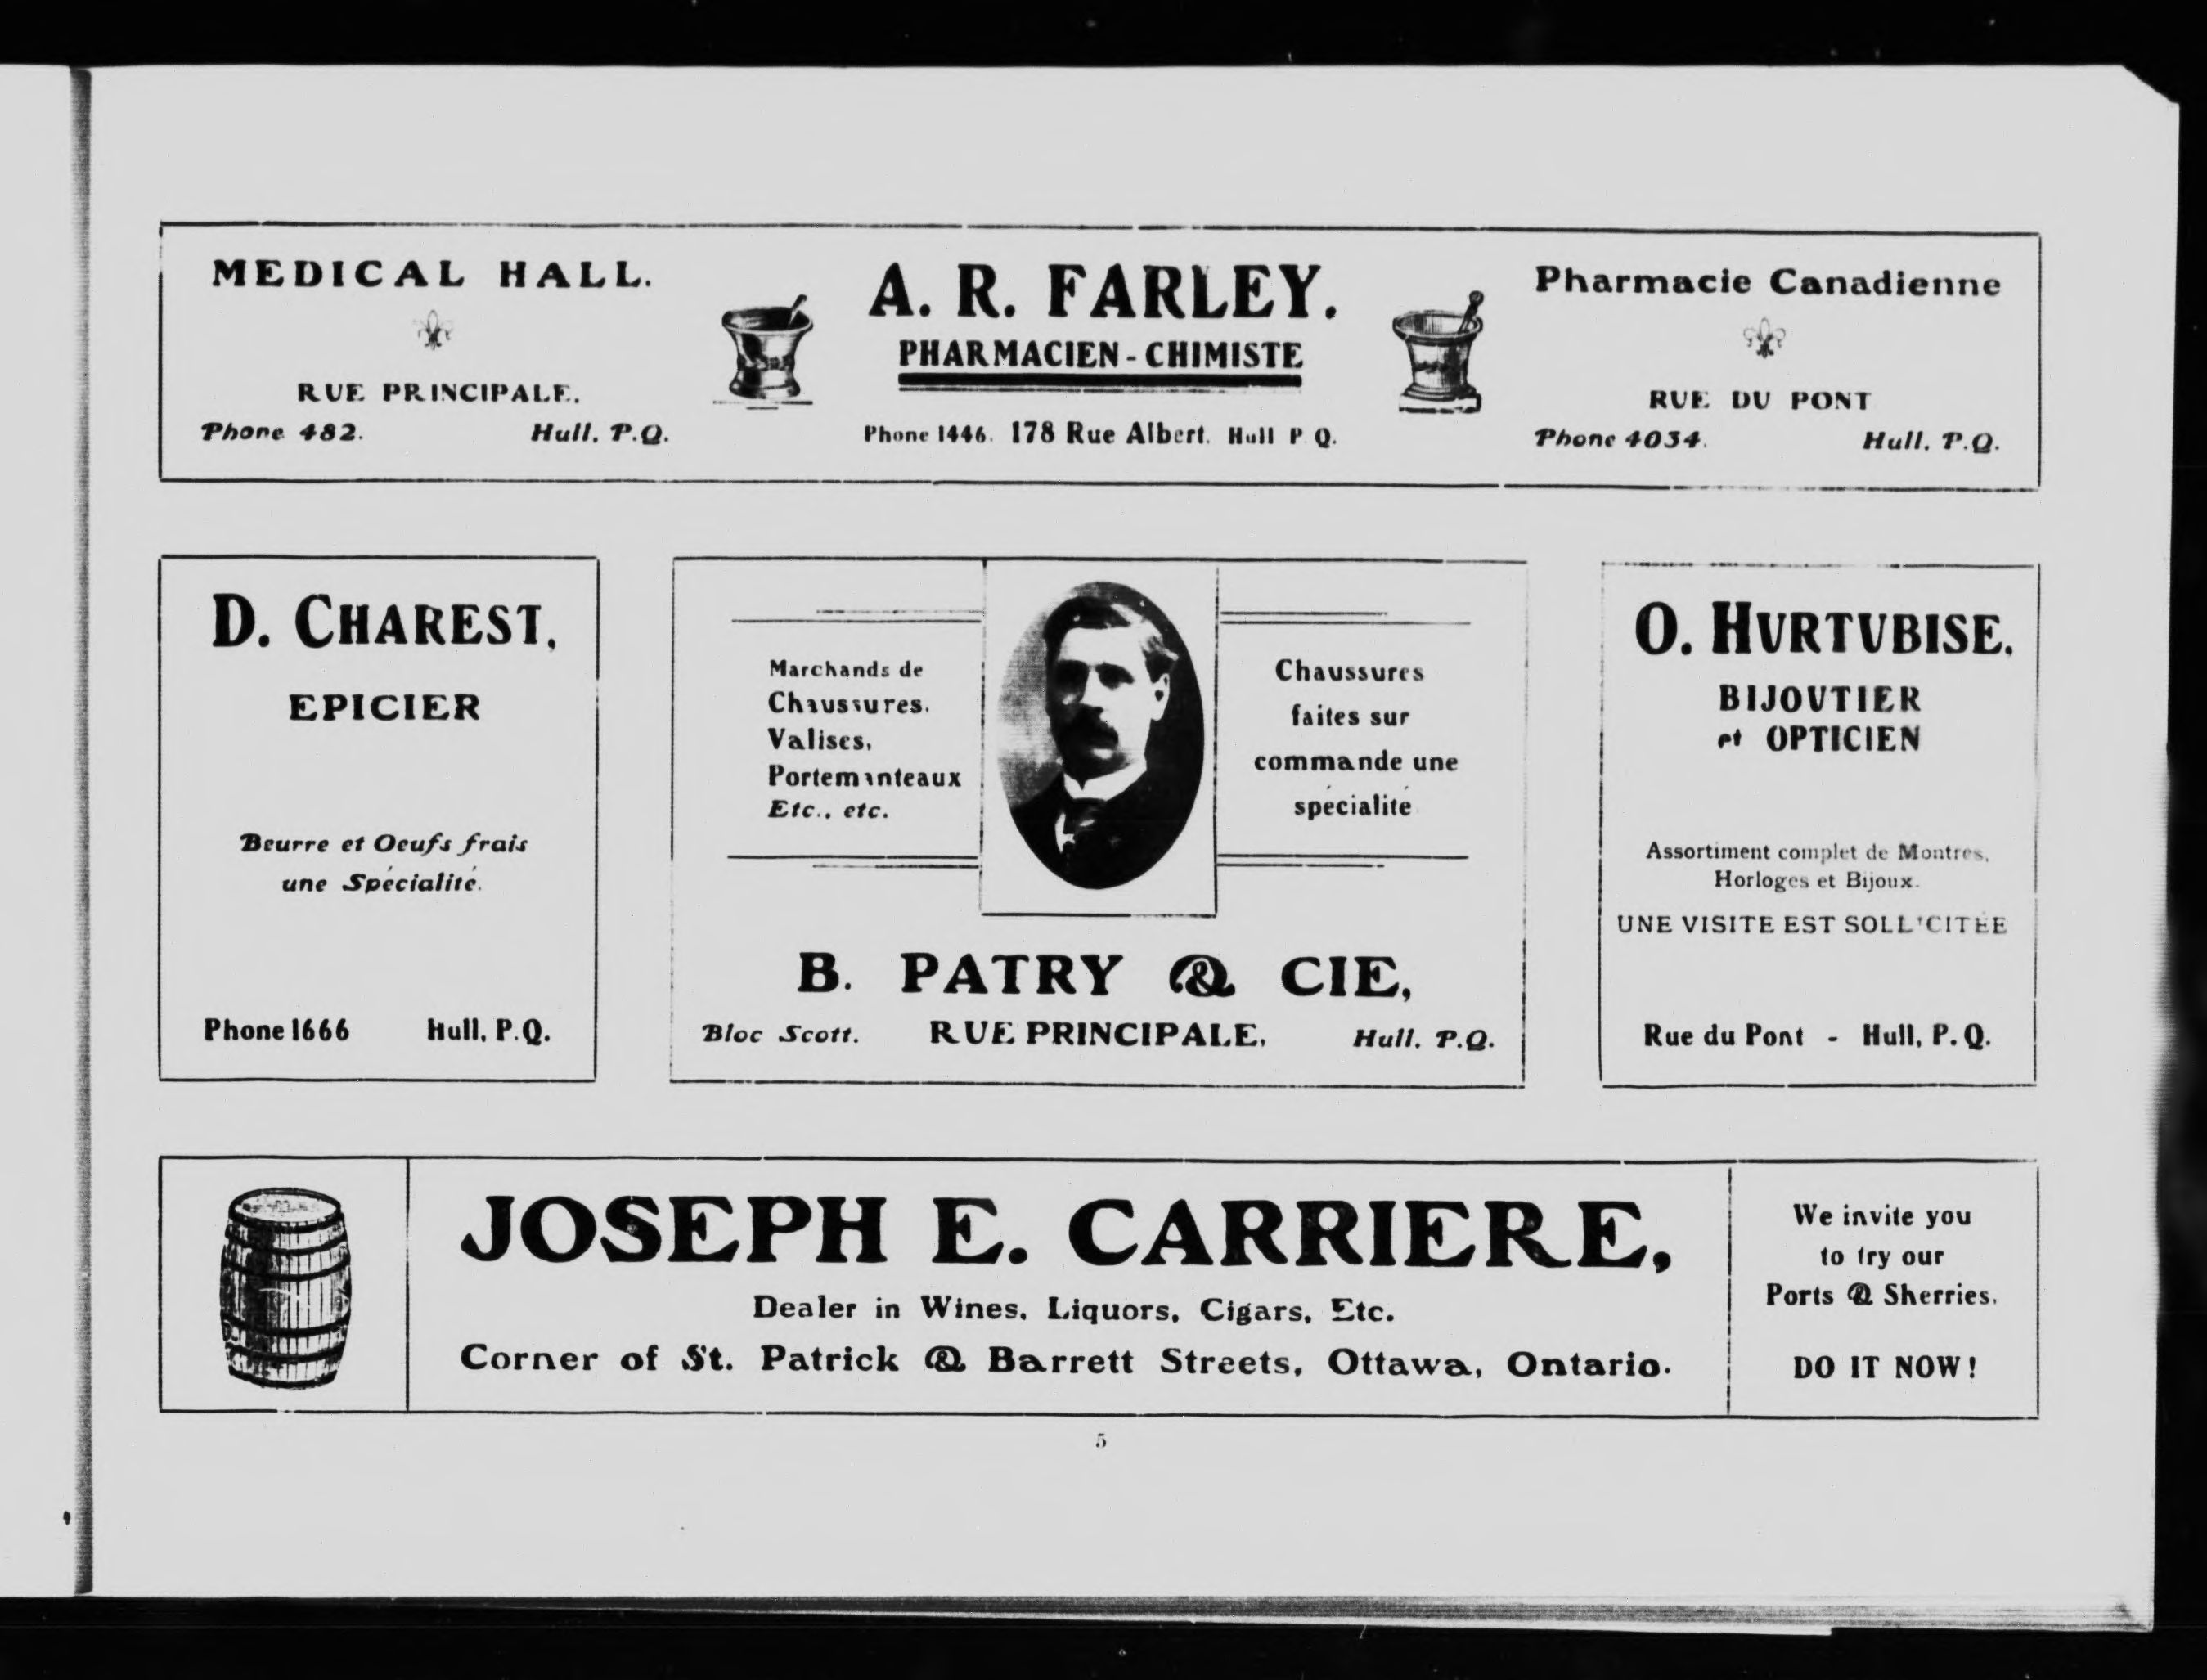 MEDICAL HALL.
RUE PRINCIPALE.
Phone 482. Hull. P.Q.
A. R. FARLEY.
PHARMACIEN - CHIMISTE
Phone 1446. 178 Rue Albert. Hull P Q.
Pharmacie Canadienne
RUE DU PONT
Phone 4034. Hull, P.Q.
D. CHAREST,
EPICIER
Beurre et Oeufs frais
une Spécialité.
Phone 1666 Hull, P.Q.
Marchands de
Chaussures.
Valises,
Portemanteaux
Etc., etc.
Chaussures
faites sur
commande une
spécialité
B. PATRY & CIE,
Bloc Scott. RUE PRINCIPALE, Hull. P.Q.
O. HVRTVBISE.
BIJOVTIER
et OPTICIEN
Assortiment complet de Montres,
Horloges et Bijoux.
UNE VISITE EST SOLLICITÉE
Rue du Pont - Hull, P.Q.
JOSEPH E. CARRIERE,
Dealer in Wines, Liquors, Cigars, Etc.
Corner of St. Patrick & Barrett Streets, Ottawa, Ontario.
We invite you
to try our
Ports & Sherries.
DO IT NOW!
5